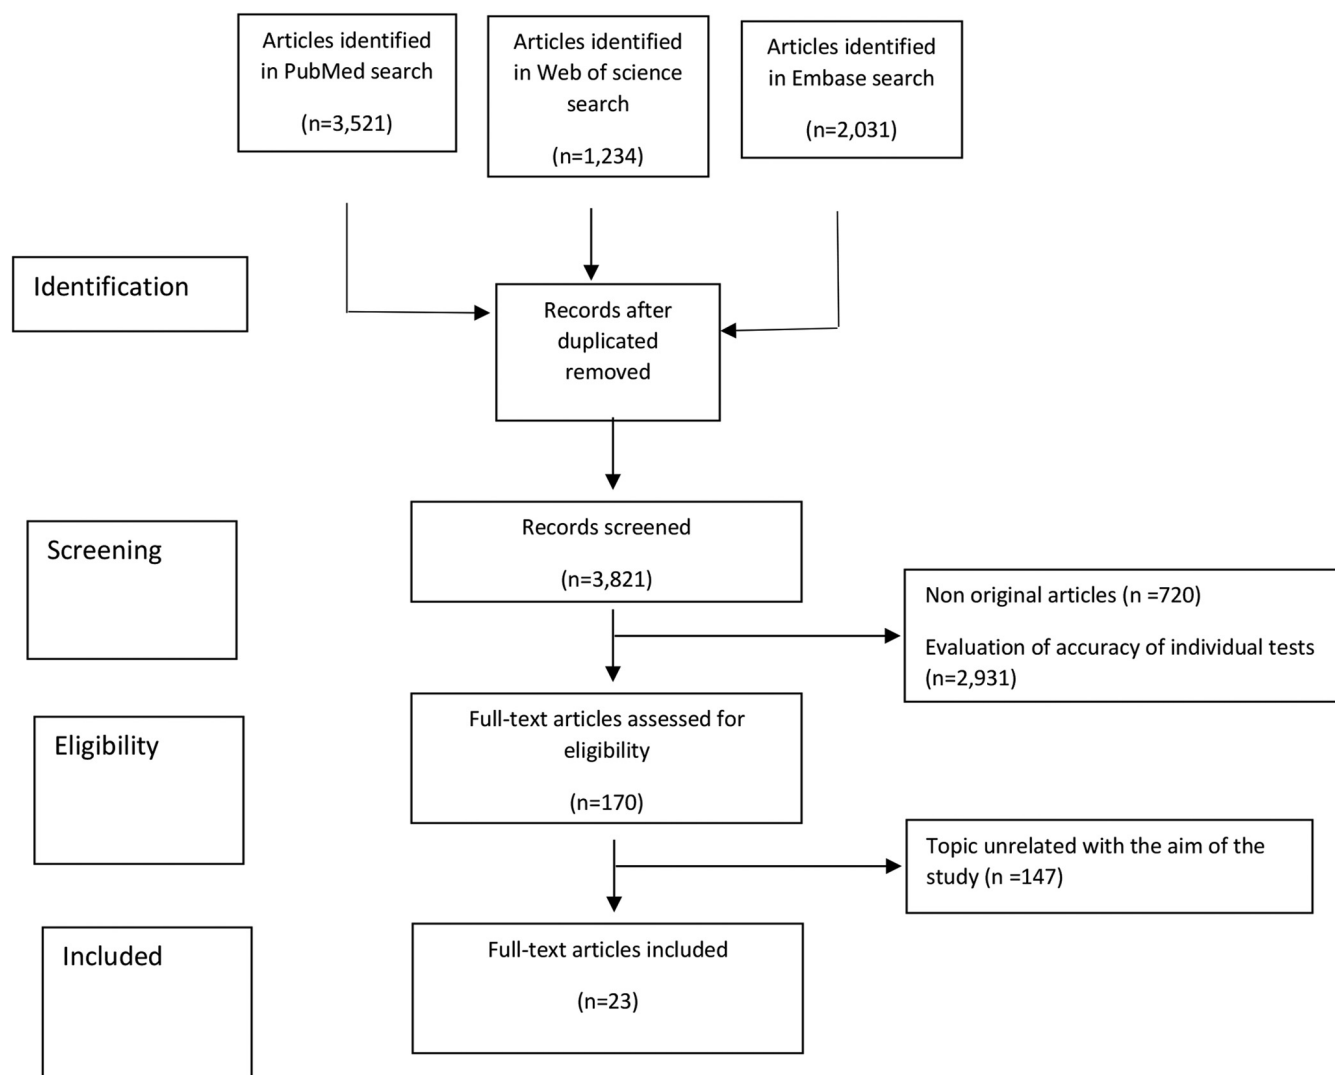 Articles identified
in PubMed search
(n=3,521)
Articles identified
in Web of science
search
(n=1,234)
Articles identified
in Embase search
(n=2,031)
Identification
Records after
duplicated
removed
Screening
Records screened
(n=3,821)
Non original articles (n =720)
Evaluation of accuracy of individual tests
(n=2,931)
Eligibility
Full-text articles assessed for
eligibility
(n=170)
Topic unrelated with the aim of the
study (n =147)
Included
Full-text articles included
(n=23)